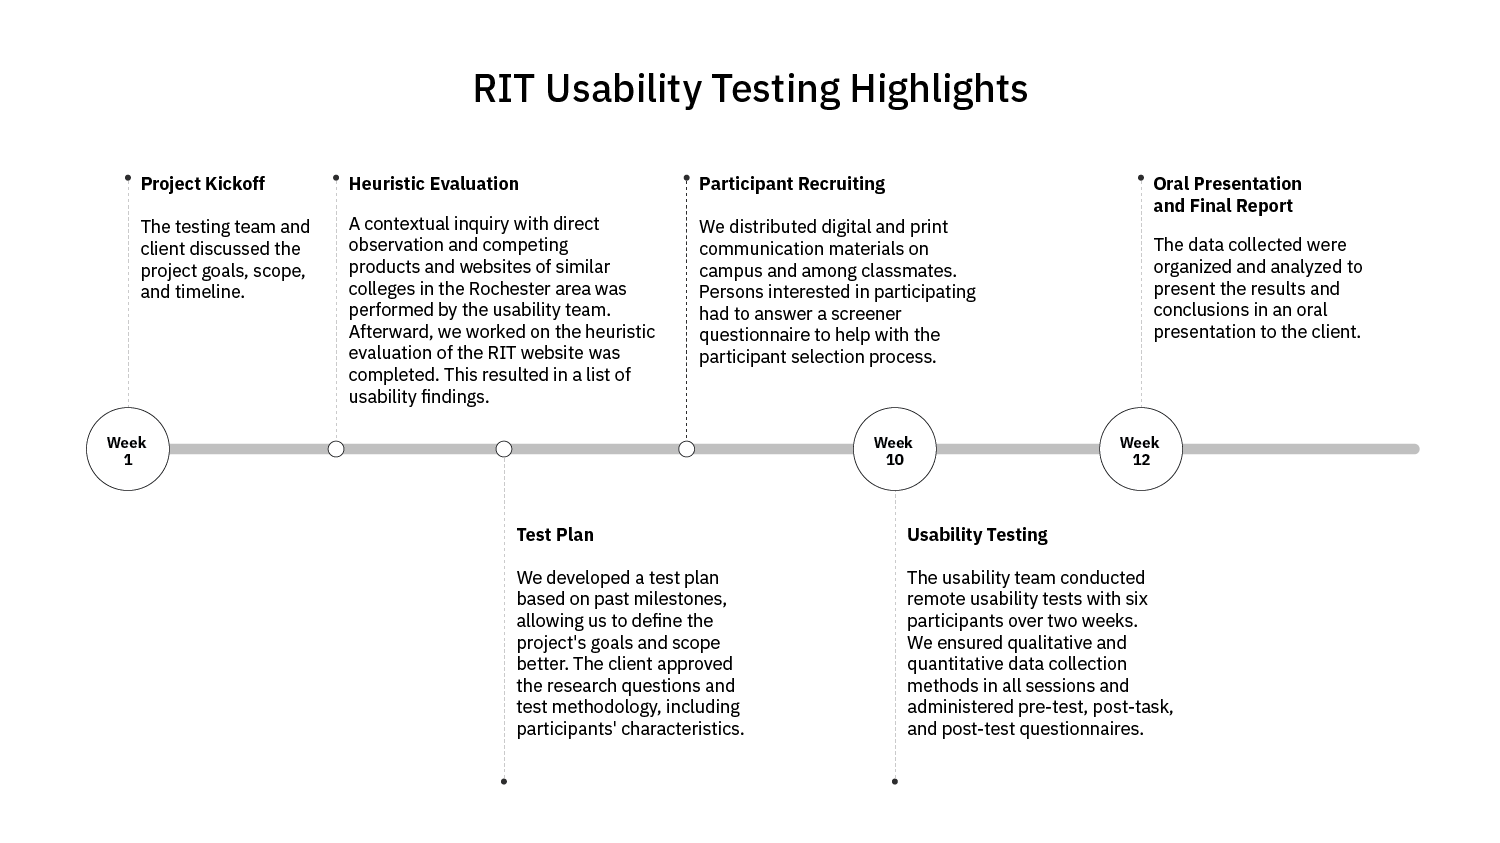 RIT Usability Testing Highlights
Project Kickoff
The testing team and
client discussed the
project goals, scope,
and timeline.
Heuristic Evaluation
A contextual inquiry with direct
observation and competing
products and websites of similar
colleges in the Rochester area was
performed by the usability team.
Afterward, we worked on the heuristic
evaluation of the RIT website was
completed. This resulted in a list of
usability findings.
Participant Recruiting
We distributed digital and print
communication materials on
campus and among classmates.
Persons interested in participating
had to answer a screener
questionnaire to help with the
participant selection process.
Oral Presentation
and Final Report
The data collected were
organized and analyzed to
present the results and
conclusions in an oral
presentation to the client.
Week
1
Week
10
Week
12
Test Plan
We developed a test plan
based on past milestones,
allowing us to define the
project's goals and scope
better. The client approved
the research questions and
test methodology, including
participants' characteristics.
Usability Testing
The usability team conducted
remote usability tests with six
participants over two weeks.
We ensured qualitative and
quantitative data collection
methods in all sessions and
administered pre-test, post-task,
and post-test questionnaires.